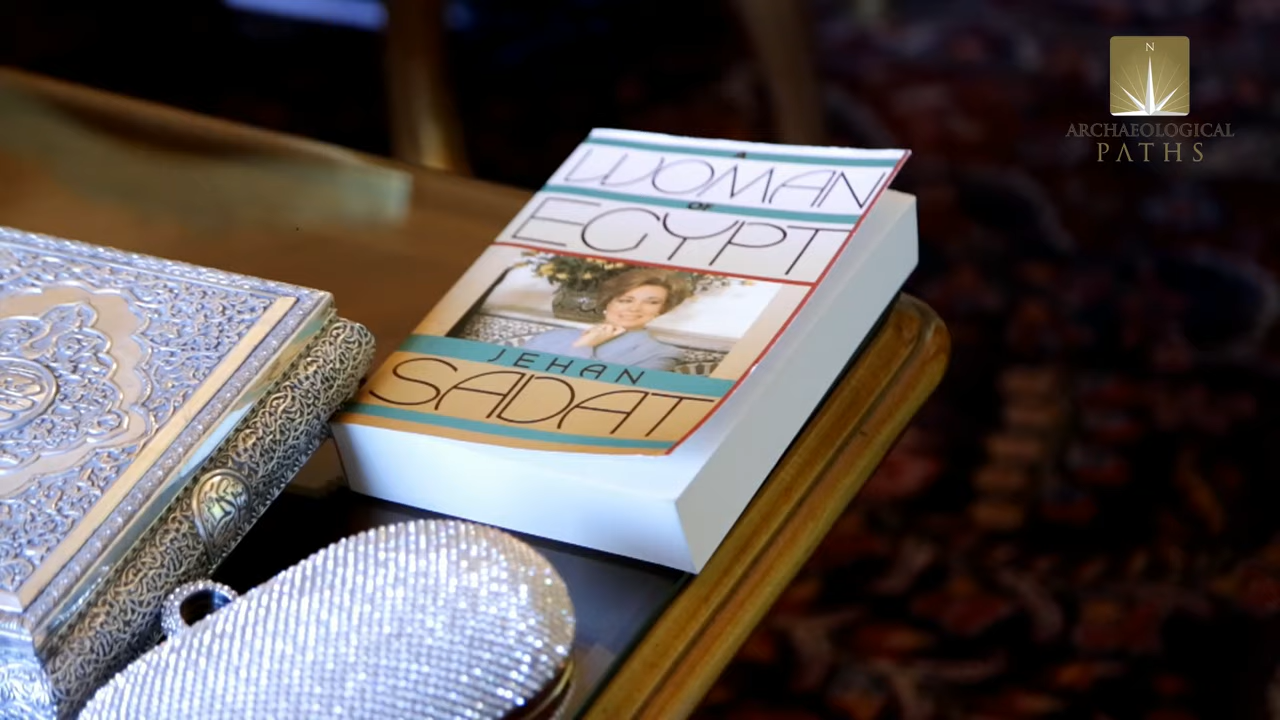 A
WOMAN
OF
EGYPT
JEHAN
SADAT
N
ARCHAEOLOGICAL
PATHS